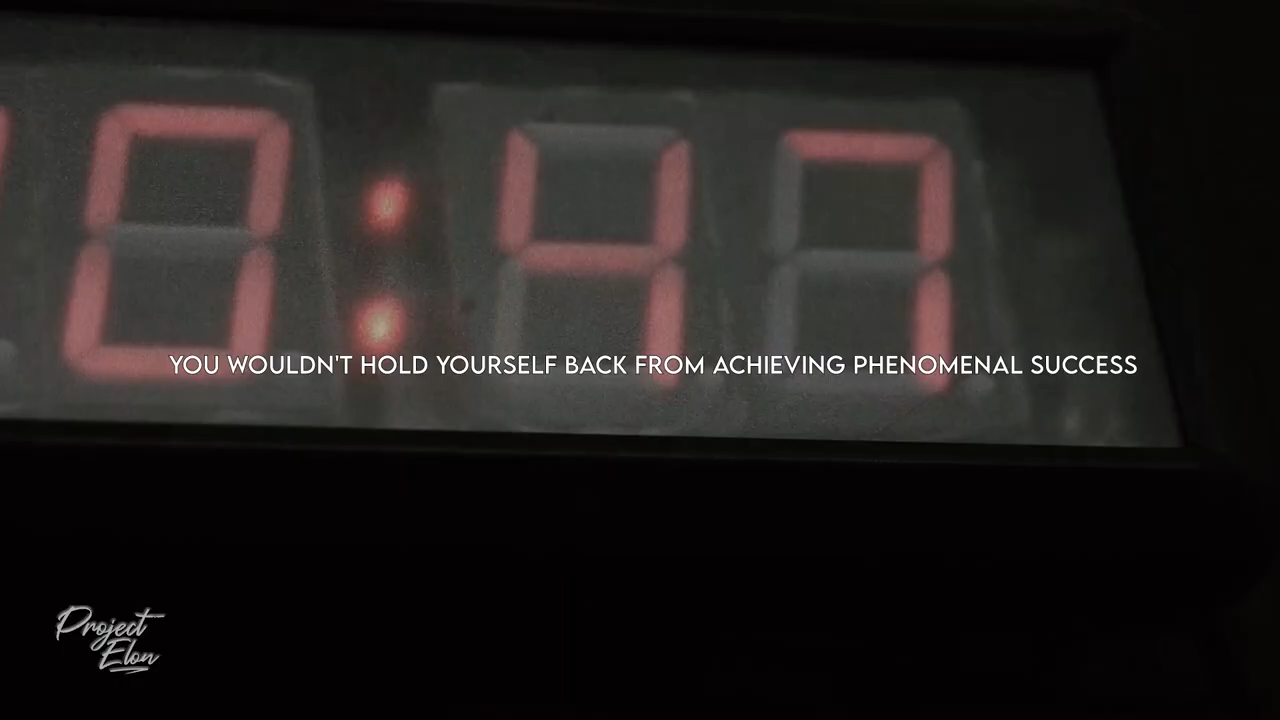 0:47
YOU WOULDN'T HOLD YOURSELF BACK FROM ACHIEVING PHENOMENAL SUCCESS
Project
Elon